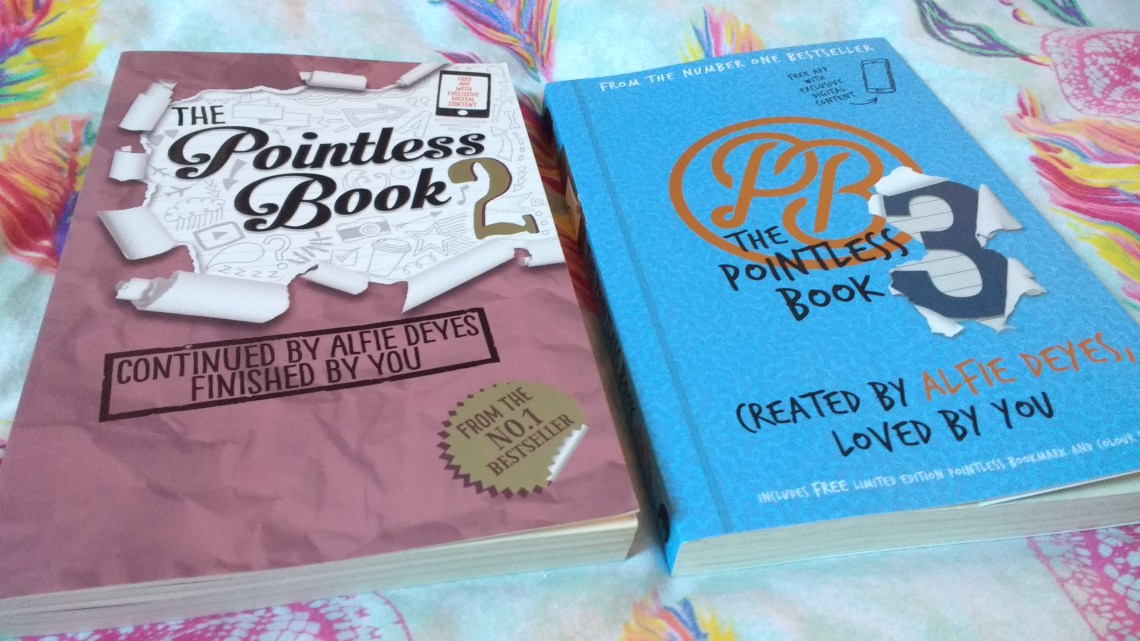 THE
Pointless
Book 2
FREE
APP
WITH
EXCLUSIVE
DIGITAL
CONTENT
ZZZZZ
CONTINUED BY ALFIE DEYES
FINISHED BY YOU
FROM THE
NO.1
BESTSELLER
FROM THE NUMBER ONE BESTSELLER
FREE APP
WITH
EXCLUSIVE
DIGITAL
CONTENT
PB
THE
POINTLESS
BOOK 3
CREATED BY ALFIE DEYES,
LOVED BY YOU
INCLUDES FREE LIMITED EDITION POINTLESS BOOKMARK AND COLOUR